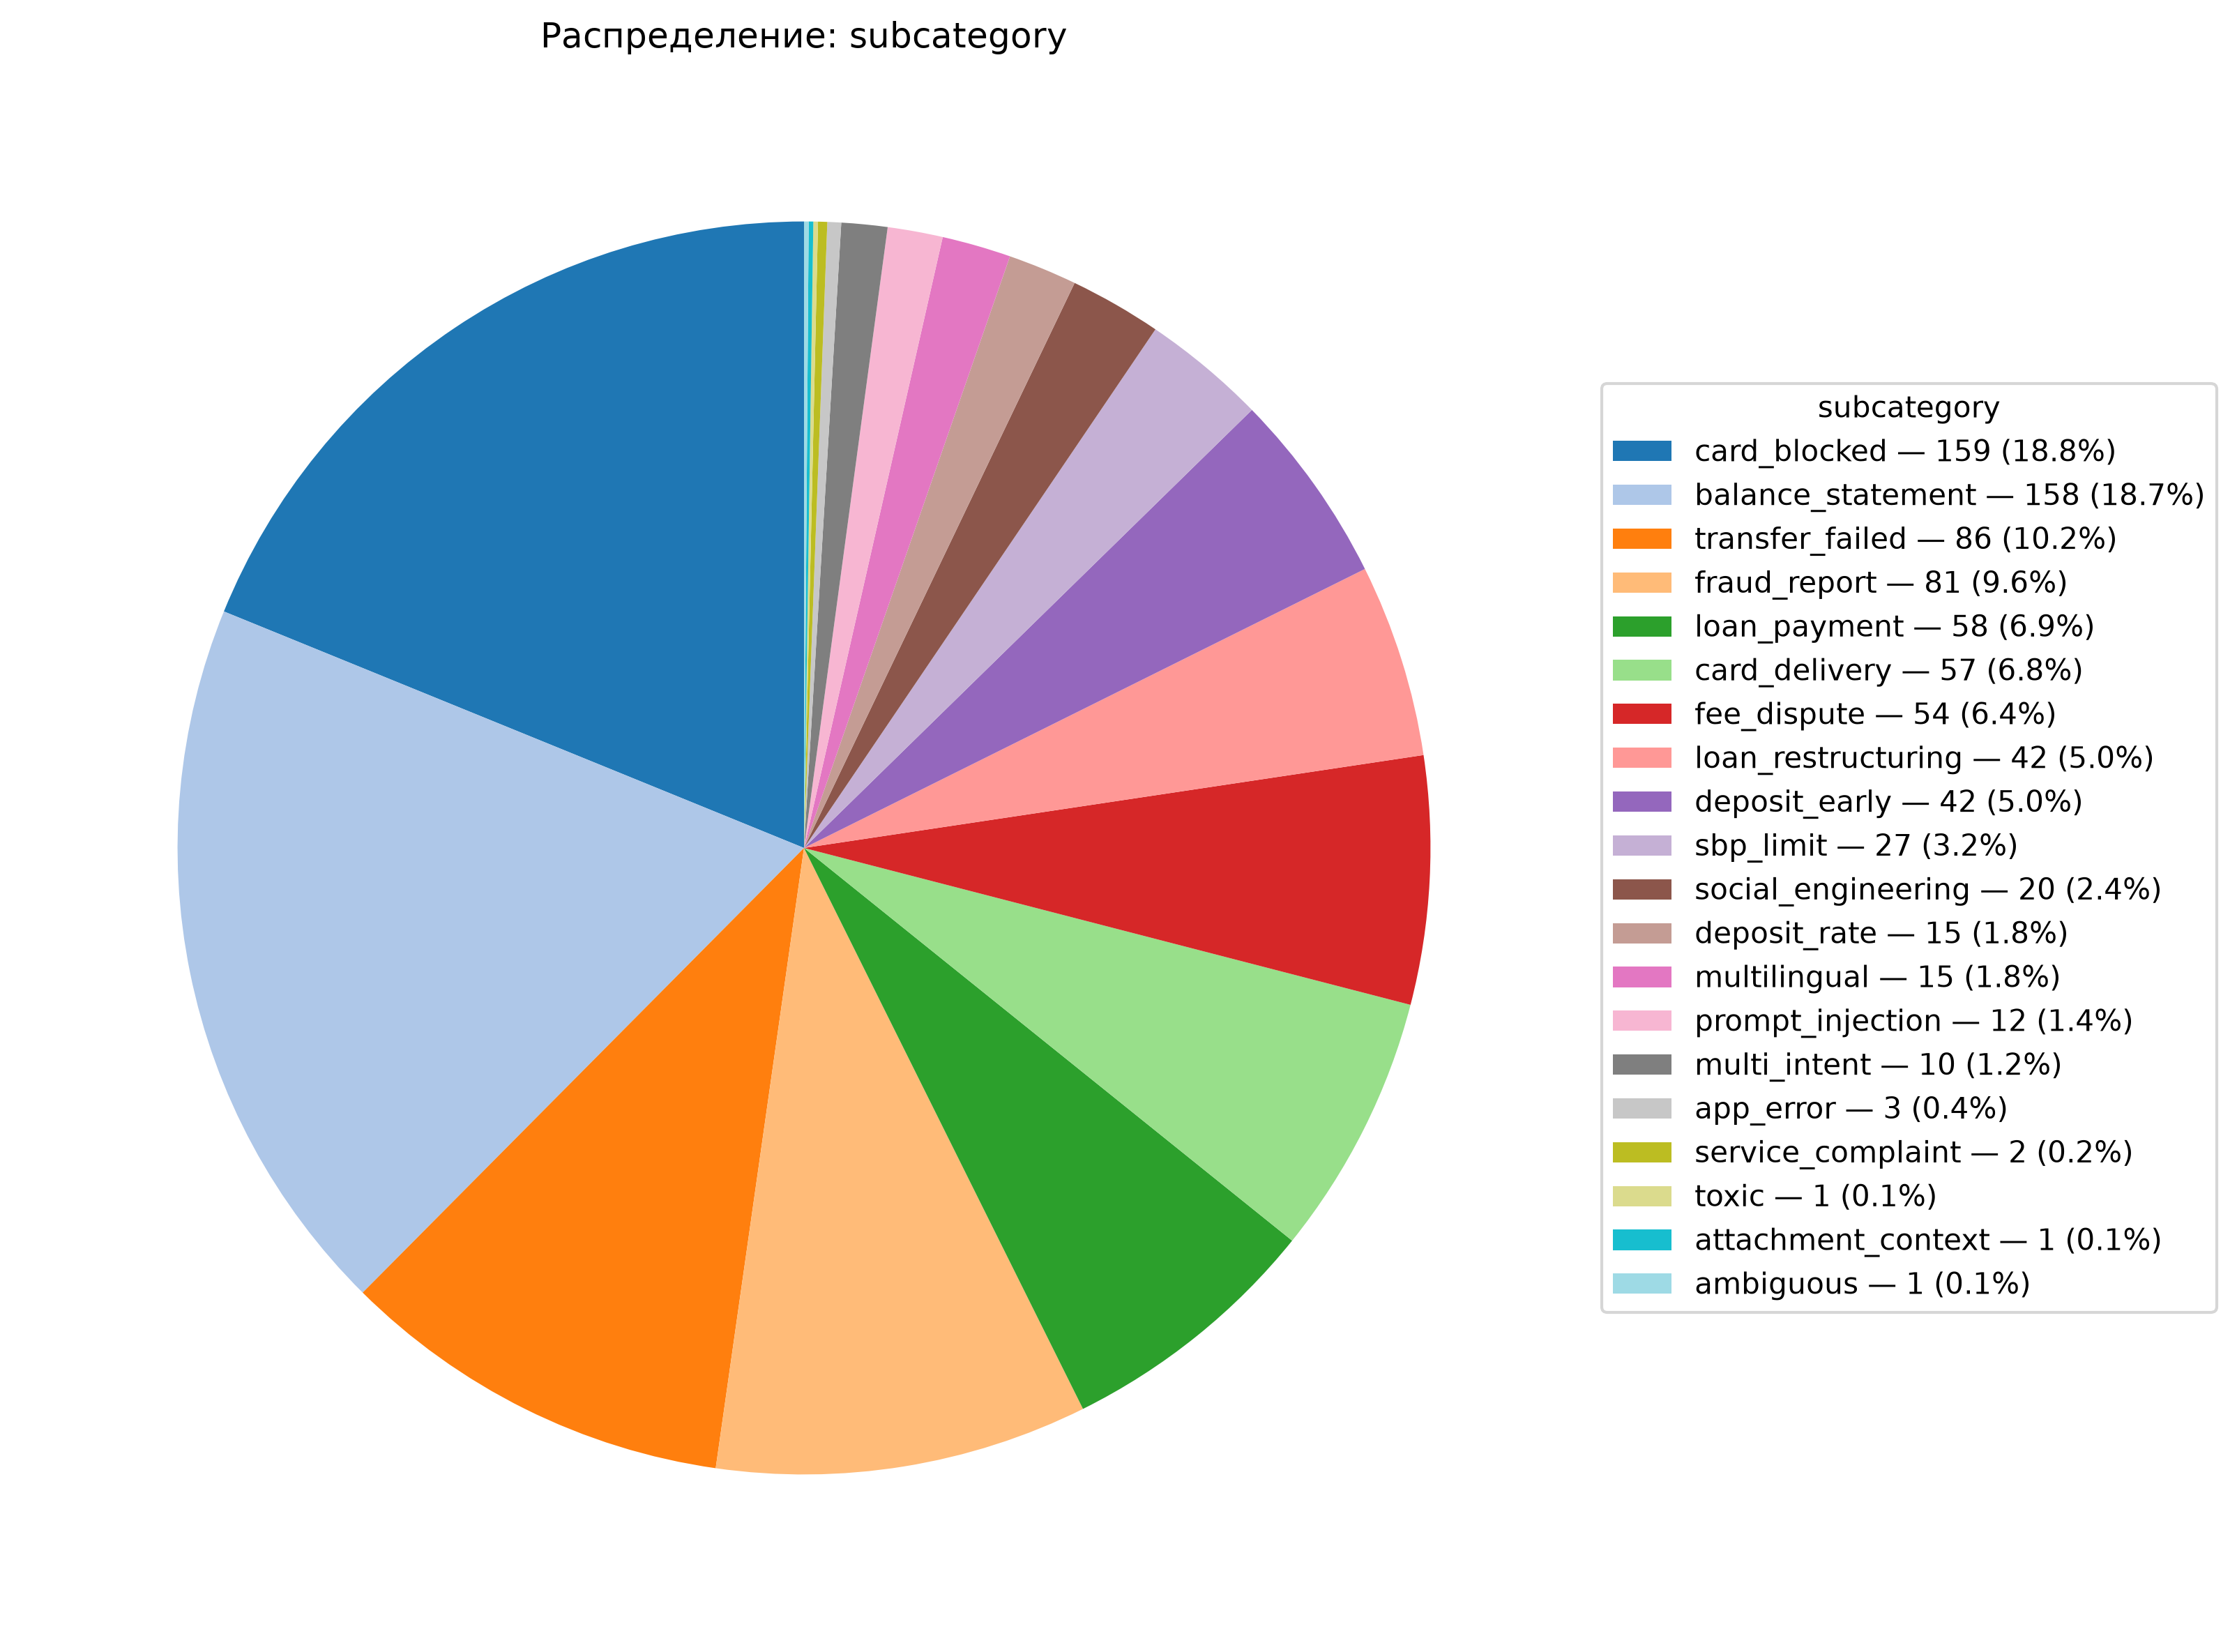 Распределение: subcategory
subcategory
card_blocked — 159 (18.8%)
balance_statement — 158 (18.7%)
transfer_failed — 86 (10.2%)
fraud_report — 81 (9.6%)
loan_payment — 58 (6.9%)
card_delivery — 57 (6.8%)
fee_dispute — 54 (6.4%)
loan_restructuring — 42 (5.0%)
deposit_early — 42 (5.0%)
sbp_limit — 27 (3.2%)
social_engineering — 20 (2.4%)
deposit_rate — 15 (1.8%)
multilingual — 15 (1.8%)
prompt_injection — 12 (1.4%)
multi_intent — 10 (1.2%)
app_error — 3 (0.4%)
service_complaint — 2 (0.2%)
toxic — 1 (0.1%)
attachment_context — 1 (0.1%)
ambiguous — 1 (0.1%)